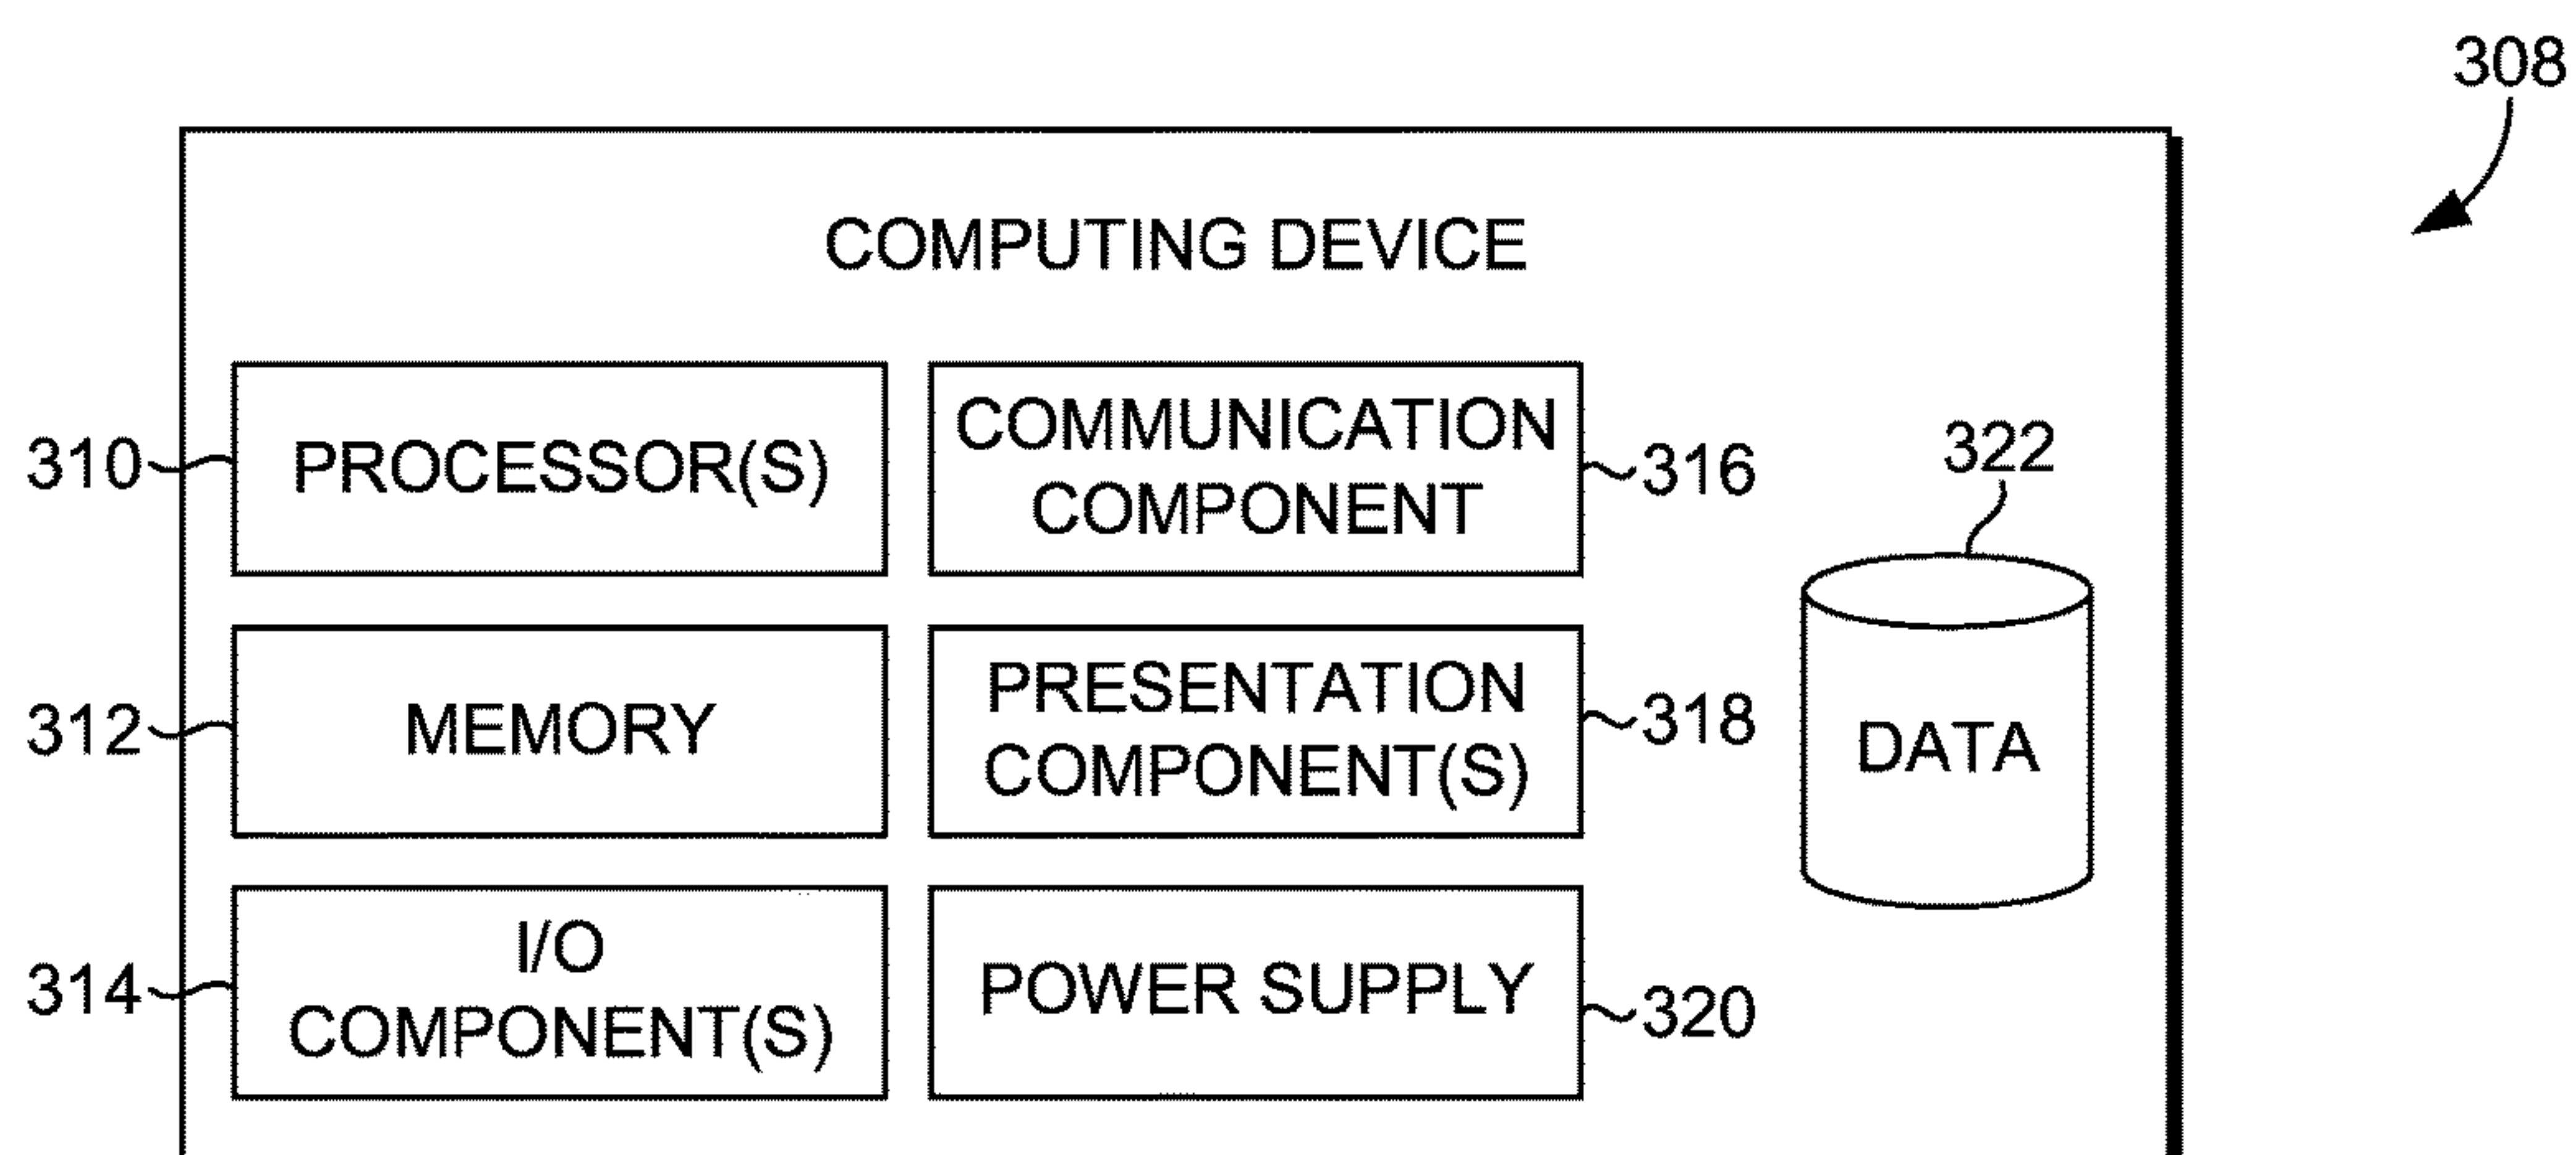 308
COMPUTING DEVICE
310
PROCESSOR(S)
COMMUNICATION
COMPONENT
316
322
312
MEMORY
PRESENTATION
COMPONENT(S)
318
DATA
314
I/O
COMPONENT(S)
POWER SUPPLY
320